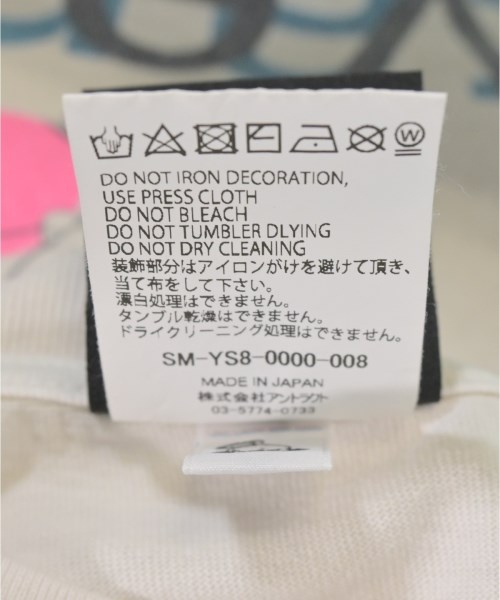 DO NOT IRON DECORATION,
USE PRESS CLOTH
DO NOT BLEACH
DO NOT TUMBLER DLYING
DO NOT DRY CLEANING
装飾部分はアイロンがけを避けて頂き、
当て布をして下さい。
漂白処理はできません。
タンブル乾燥はできません。
ドライクリーニング処理はできません。
SM-YS8-0000-008
MADE IN JAPAN
株式会社アントラクト
03-5774-0733